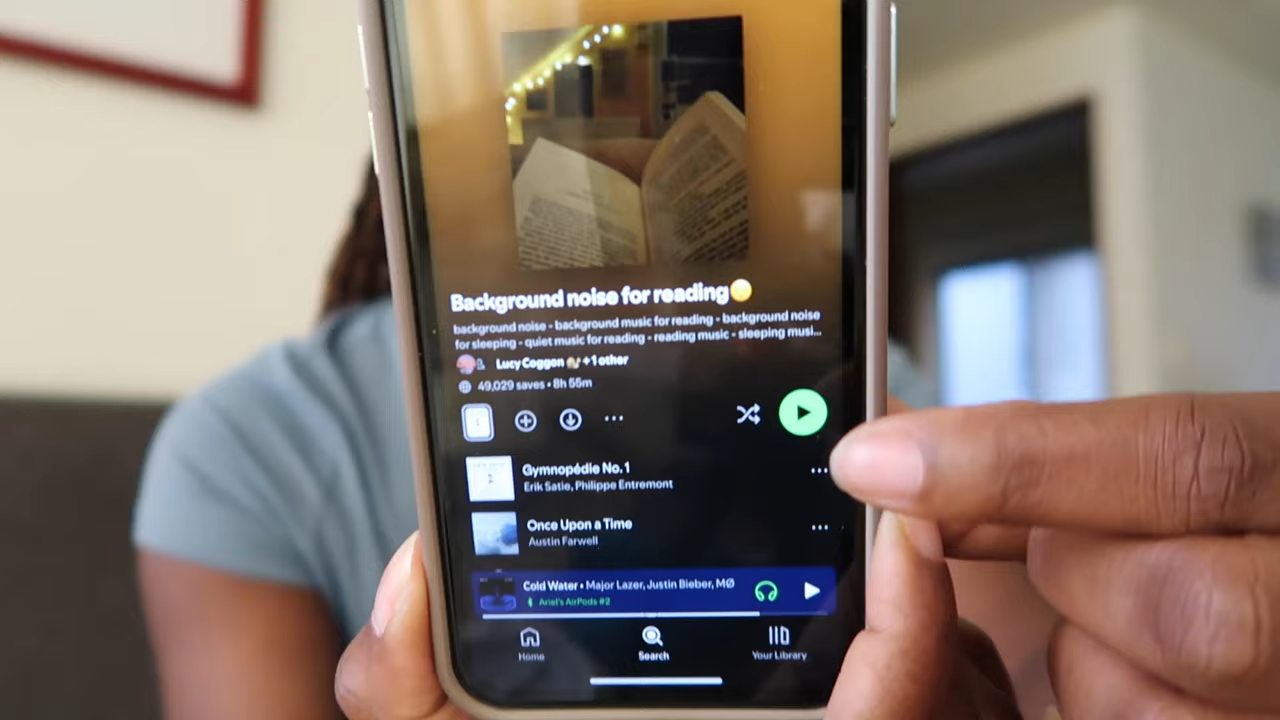 Background noise for reading
background noise - background music for reading - background noise
for sleeping - quiet music for reading - reading music - sleeping musi...
Lucy Coggon +1 other
49,029 saves • 8h 55m
Gymnopédie No. 1
Erik Satie, Philippe Entremont
Once Upon a Time
Austin Farwell
Cold Water • Major Lazer, Justin Bieber, MØ
Ariel's AirPods #2
Home
Search
Your Library